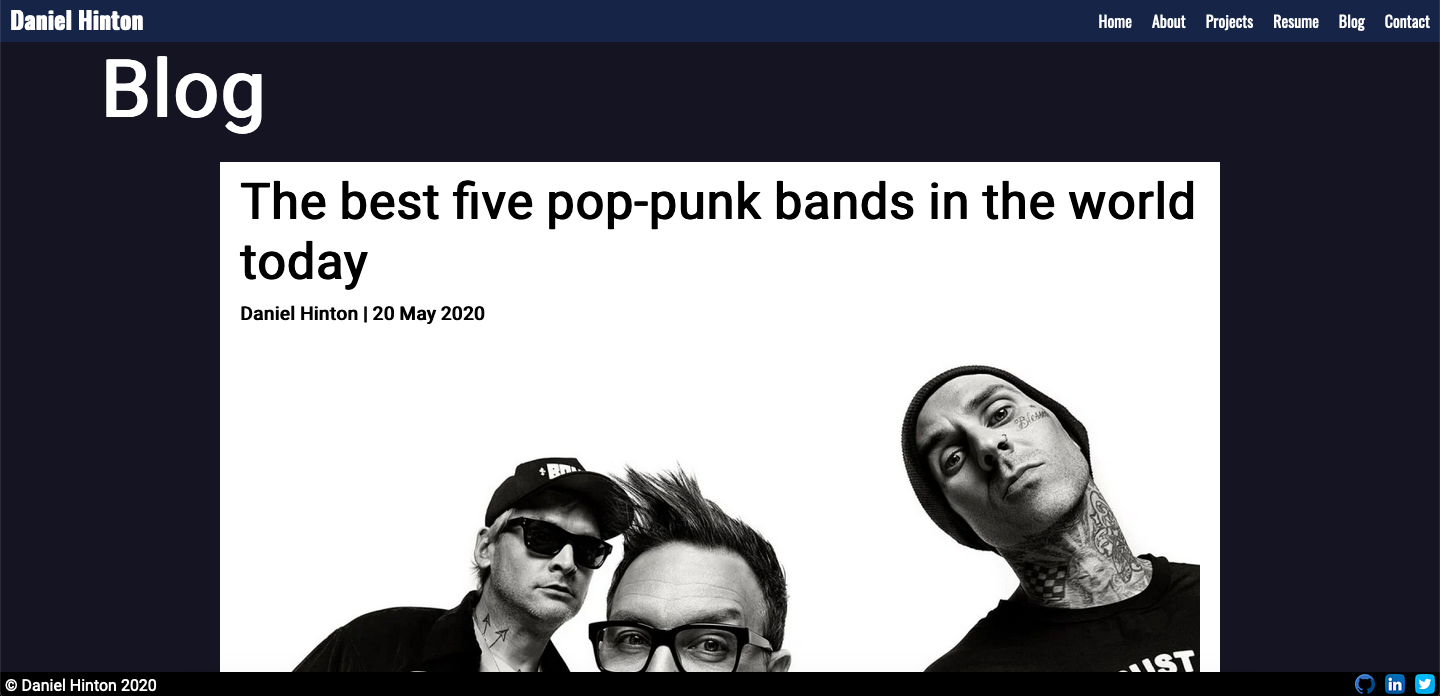 Daniel Hinton
Home About Projects Resume Blog Contact
Blog
The best five pop-punk bands in the world
today
Daniel Hinton | 20 May 2020
© Daniel Hinton 2020